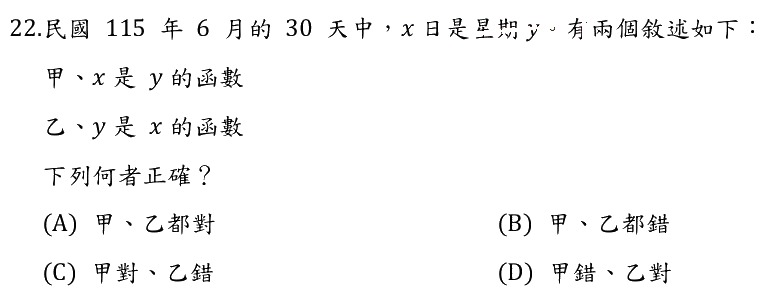 22.民國 115 年 6 月的 30 天中，x 日是星期 y。有兩個敘述如下：
甲、x 是 y 的函數
乙、y 是 x 的函數
下列何者正確？
(A) 甲、乙都對 (B) 甲、乙都錯
(C) 甲對、乙錯 (D) 甲錯、乙對